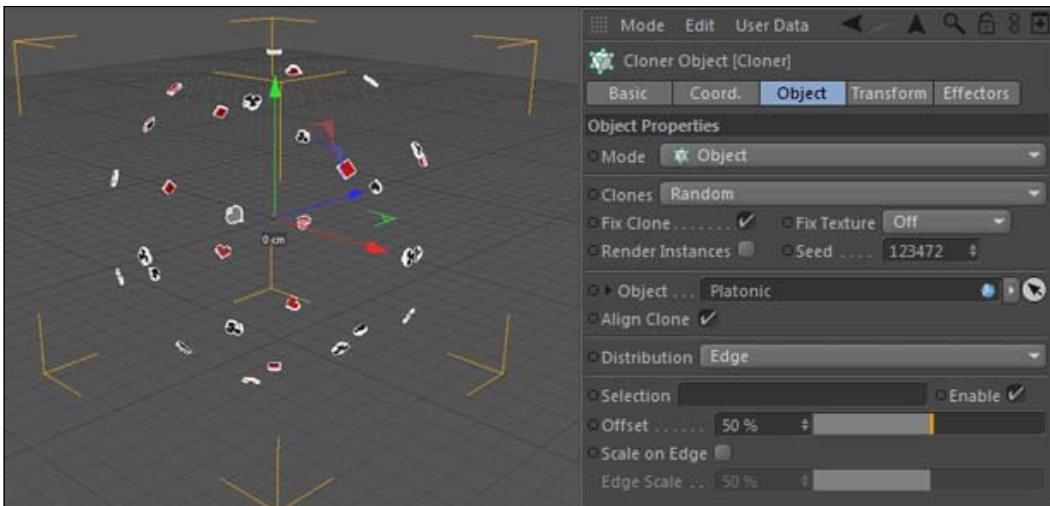 Mode Edit User Data
Cloner Object [Cloner]
Basic Coord. Object Transform Effectors
Object Properties
Mode Object
Clones Random
Fix Clone....... Fix Texture Off
Render Instances Seed .... 123472
Object ... Platonic
Align Clone
Distribution Edge
Selection Enable
Offset ...... 50 %
Scale on Edge
Edge Scale .. 50 %
0 cm